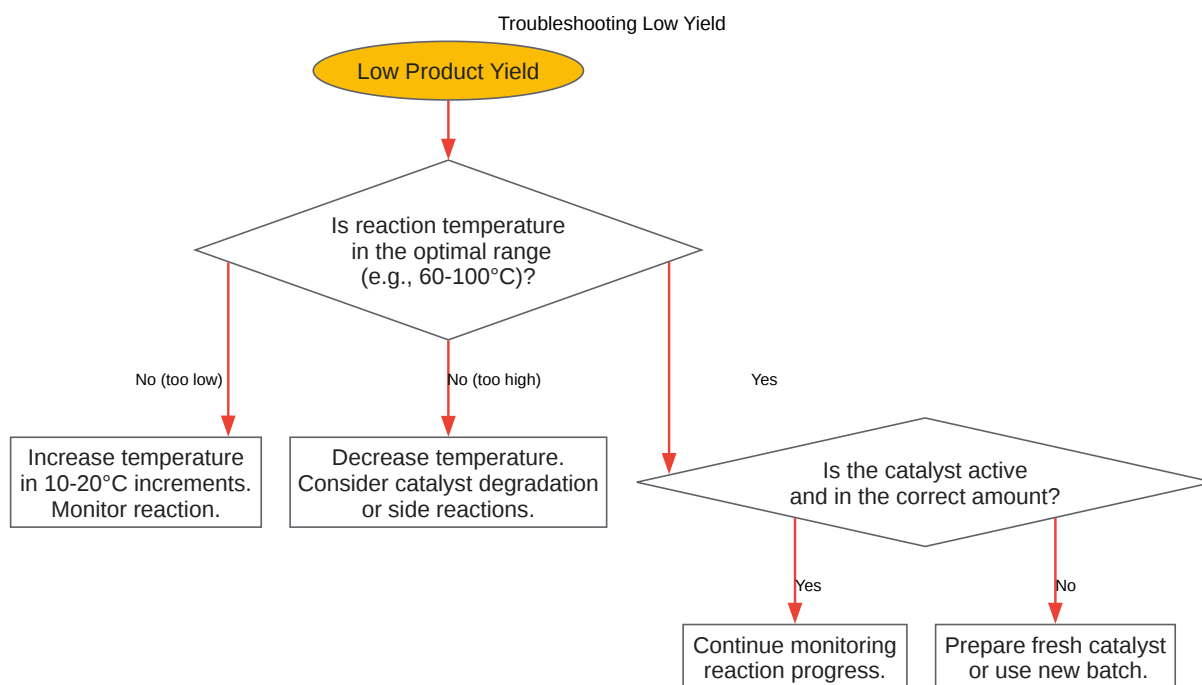 Troubleshooting Low Yield
Low Product Yield
Is reaction temperature
in the optimal range
(e.g., 60-100°C)?
No (too low)
No (too high)
Yes
Increase temperature
in 10-20°C increments.
Monitor reaction.
Decrease temperature.
Consider catalyst degradation
or side reactions.
Is the catalyst active
and in the correct amount?
Yes
No
Continue monitoring
reaction progress.
Prepare fresh catalyst
or use new batch.